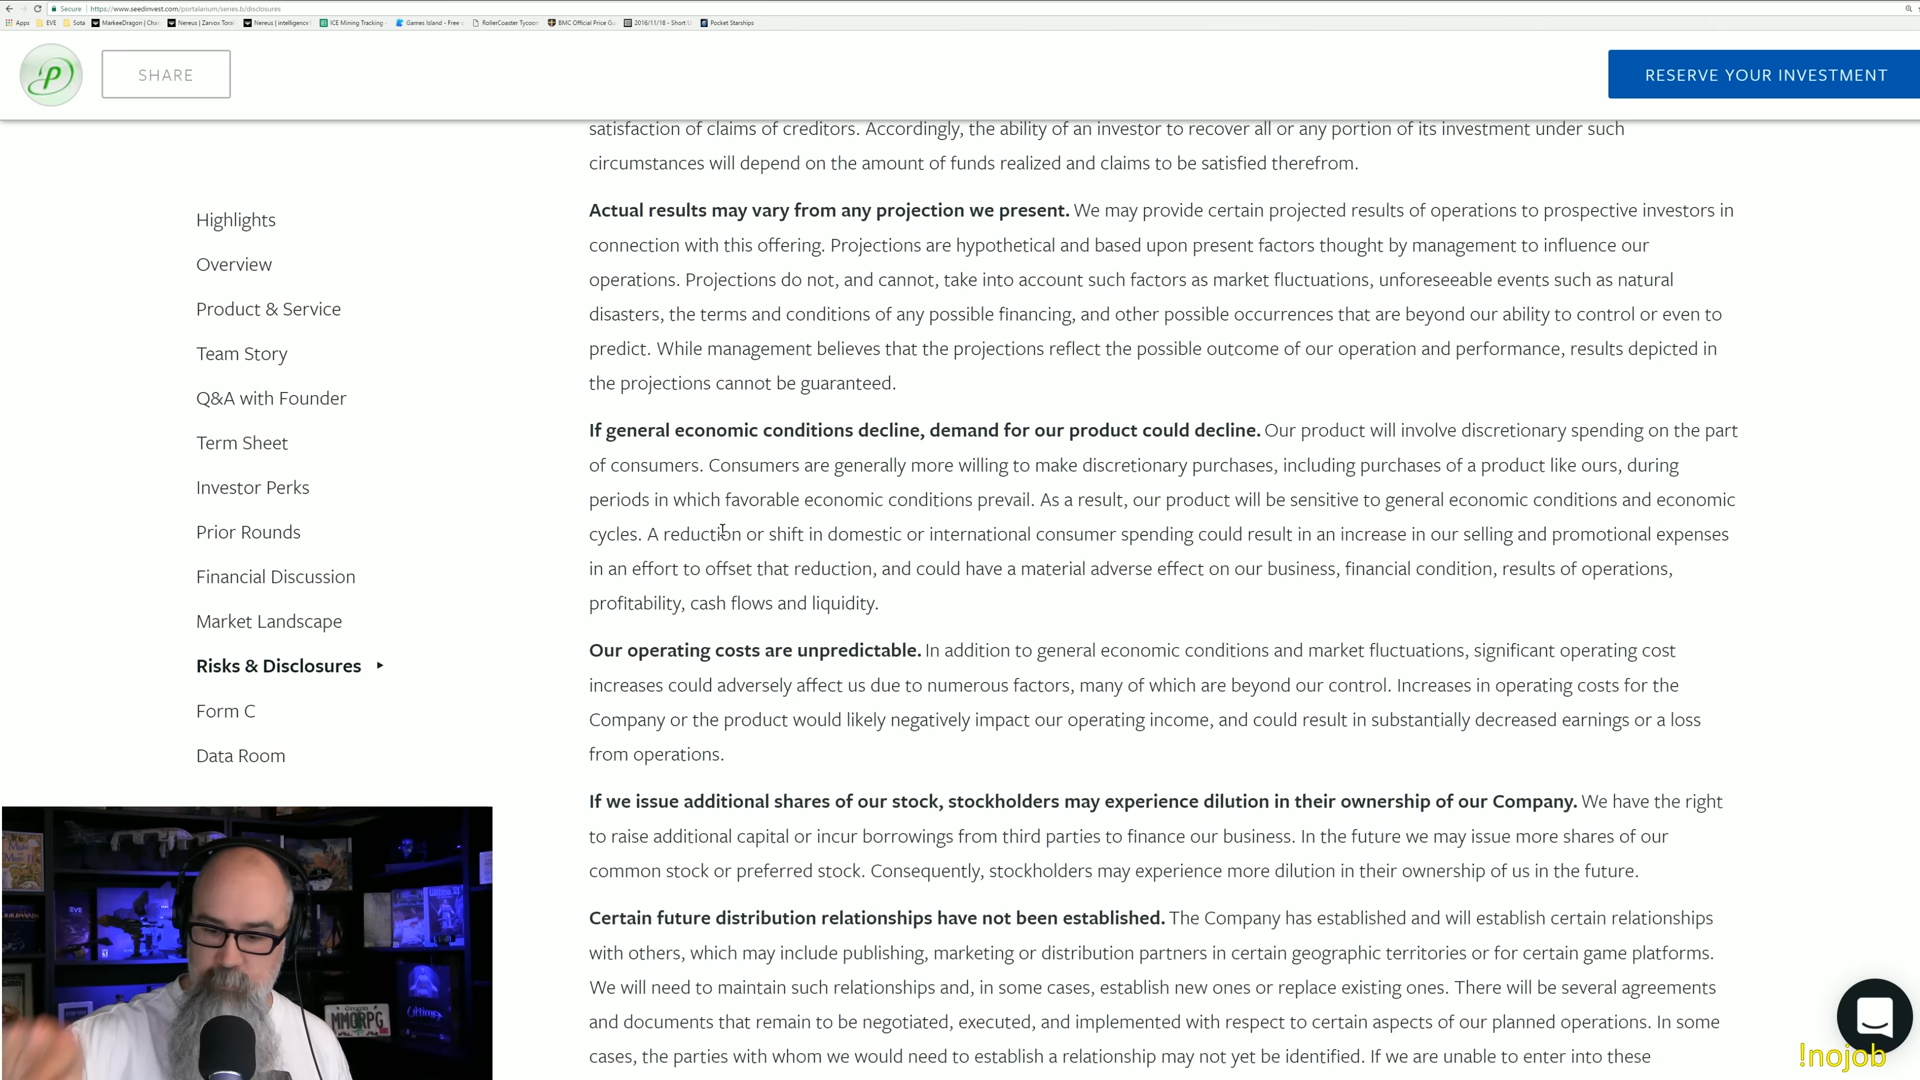 Secure
https://www.seedinvest.com/portalarium/series.b/disclosures
Apps
EVE
Sota
MarkeeDragon | Cha
Nereus | Zarvox Tora
Nereus | intelligence
ICE Mining Tracking -
Games Island - Free
RollerCoaster Tycoon
BMC Official Price Gu
2016/11/18 - Short U
Pocket Starships
P
SHARE
RESERVE YOUR INVESTMENT
satisfaction of claims of creditors. Accordingly, the ability of an investor to recover all or any portion of its investment under such
circumstances will depend on the amount of funds realized and claims to be satisfied therefrom.
Highlights
Overview
Product & Service
Team Story
Q&A with Founder
Term Sheet
Investor Perks
Prior Rounds
Financial Discussion
Market Landscape
Risks & Disclosures
Form C
Data Room
Actual results may vary from any projection we present. We may provide certain projected results of operations to prospective investors in
connection with this offering. Projections are hypothetical and based upon present factors thought by management to influence our
operations. Projections do not, and cannot, take into account such factors as market fluctuations, unforeseeable events such as natural
disasters, the terms and conditions of any possible financing, and other possible occurrences that are beyond our ability to control or even to
predict. While management believes that the projections reflect the possible outcome of our operation and performance, results depicted in
the projections cannot be guaranteed.
If general economic conditions decline, demand for our product could decline. Our product will involve discretionary spending on the part
of consumers. Consumers are generally more willing to make discretionary purchases, including purchases of a product like ours, during
periods in which favorable economic conditions prevail. As a result, our product will be sensitive to general economic conditions and economic
cycles. A reduction or shift in domestic or international consumer spending could result in an increase in our selling and promotional expenses
in an effort to offset that reduction, and could have a material adverse effect on our business, financial condition, results of operations,
profitability, cash flows and liquidity.
Our operating costs are unpredictable. In addition to general economic conditions and market fluctuations, significant operating cost
increases could adversely affect us due to numerous factors, many of which are beyond our control. Increases in operating costs for the
Company or the product would likely negatively impact our operating income, and could result in substantially decreased earnings or a loss
from operations.
If we issue additional shares of our stock, stockholders may experience dilution in their ownership of our Company. We have the right
to raise additional capital or incur borrowings from third parties to finance our business. In the future we may issue more shares of our
common stock or preferred stock. Consequently, stockholders may experience more dilution in their ownership of us in the future.
Certain future distribution relationships have not been established. The Company has established and will establish certain relationships
with others, which may include publishing, marketing or distribution partners in certain geographic territories or for certain game platforms.
We will need to maintain such relationships and, in some cases, establish new ones or replace existing ones. There will be several agreements
and documents that remain to be negotiated, executed, and implemented with respect to certain aspects of our planned operations. In some
cases, the parties with whom we would need to establish a relationship may not yet be identified. If we are unable to enter into these
MMORPG
Ultima
!nojob